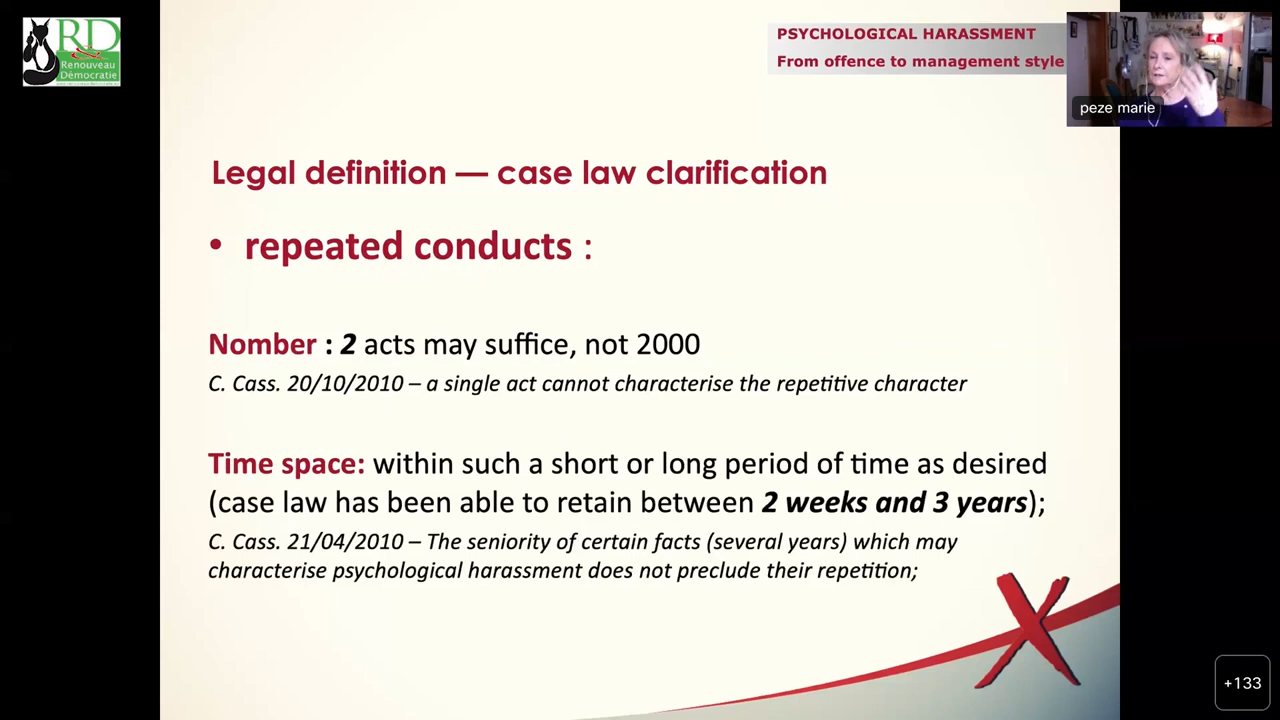 RD
Renouveau
Démocratie
PSYCHOLOGICAL HARASSMENT
From offence to management style
peze marie
Legal definition — case law clarification
• repeated conducts :
Nomber : 2 acts may suffice, not 2000
C. Cass. 20/10/2010 – a single act cannot characterise the repetitive character
Time space: within such a short or long period of time as desired
(case law has been able to retain between 2 weeks and 3 years);
C. Cass. 21/04/2010 – The seniority of certain facts (several years) which may
characterise psychological harassment does not preclude their repetition;
+133